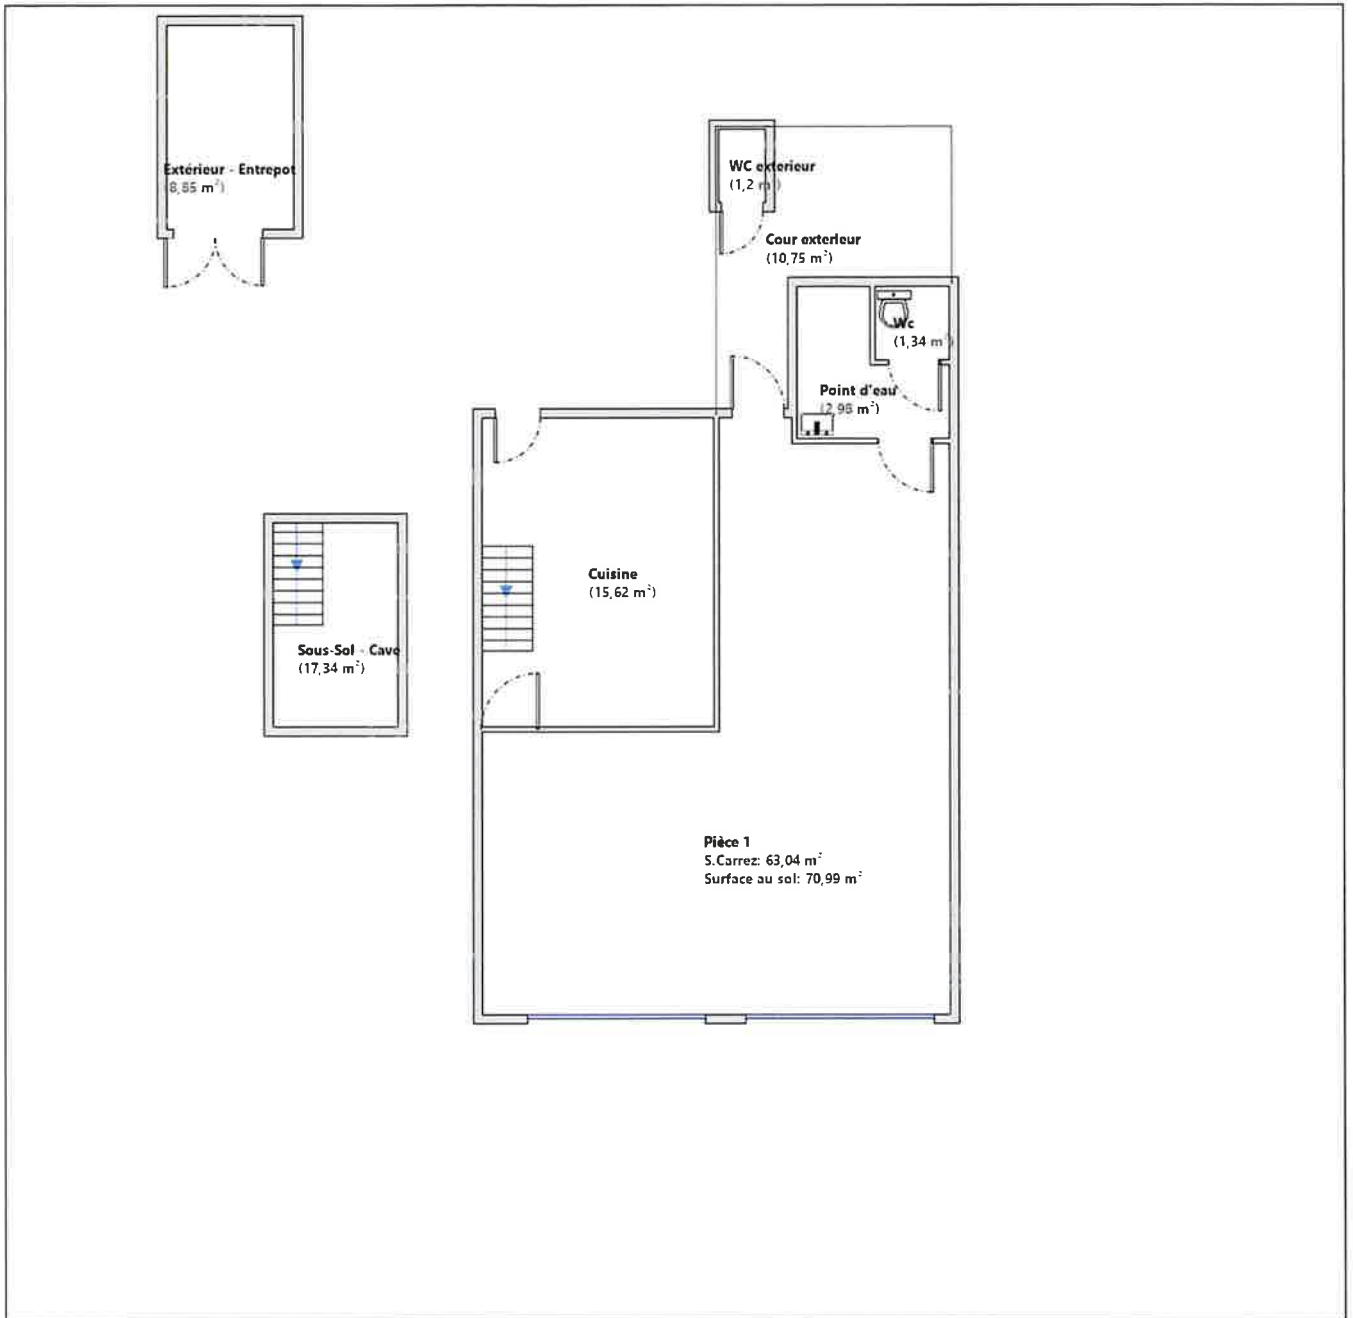 Extérieur - Entrepot
(8,85 m²)
WC exterieur
(1,2 m²)
Cour exterieur
(10,75 m²)
Wc
(1,34 m²)
Point d'eau
(2,98 m²)
Cuisine
(15,62 m²)
Sous-Sol - Cave
(17,34 m²)
Pièce 1
S.Carrez: 63,04 m²
Surface au sol: 70,99 m²